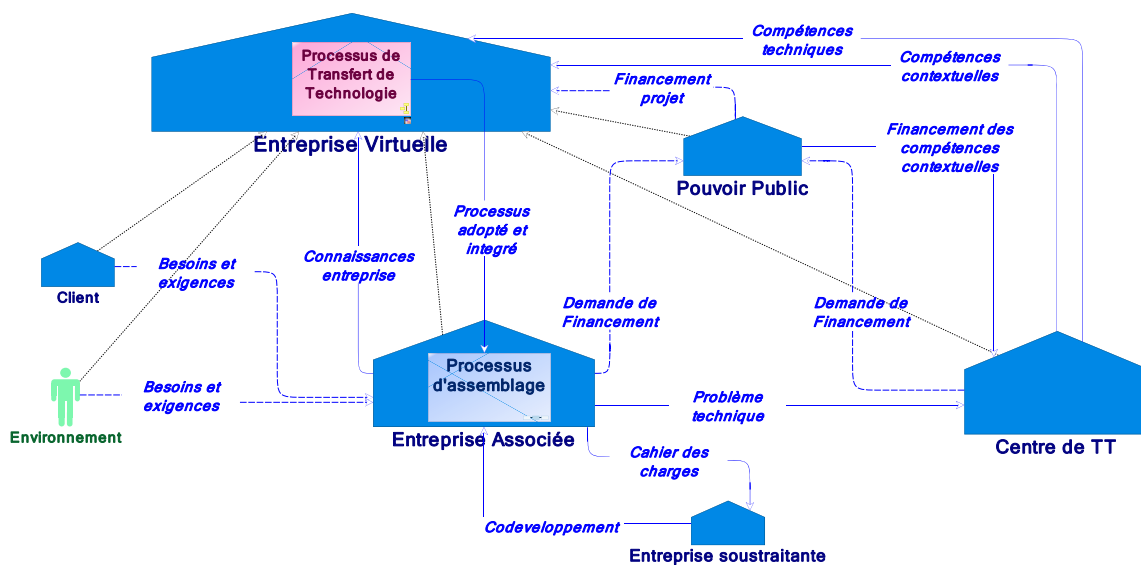 Compétences
techniques
Processus de
Transfert de
Technologie
Compétences
contextuelles
Financement
projet
Entreprise Virtuelle
Financement des
compétences
contextuelles
Pouvoir Public
Processus
adopté et
integré
Connaissances
entreprise
Besoins et
exigences
Client
Demande de
Financement
Demande de
Financement
Processus
d'assemblage
Besoins et
exigences
Environnement
Problème
technique
Entreprise Associée
Centre de TT
Cahier des
charges
Codeveloppement
Entreprise soustraitante